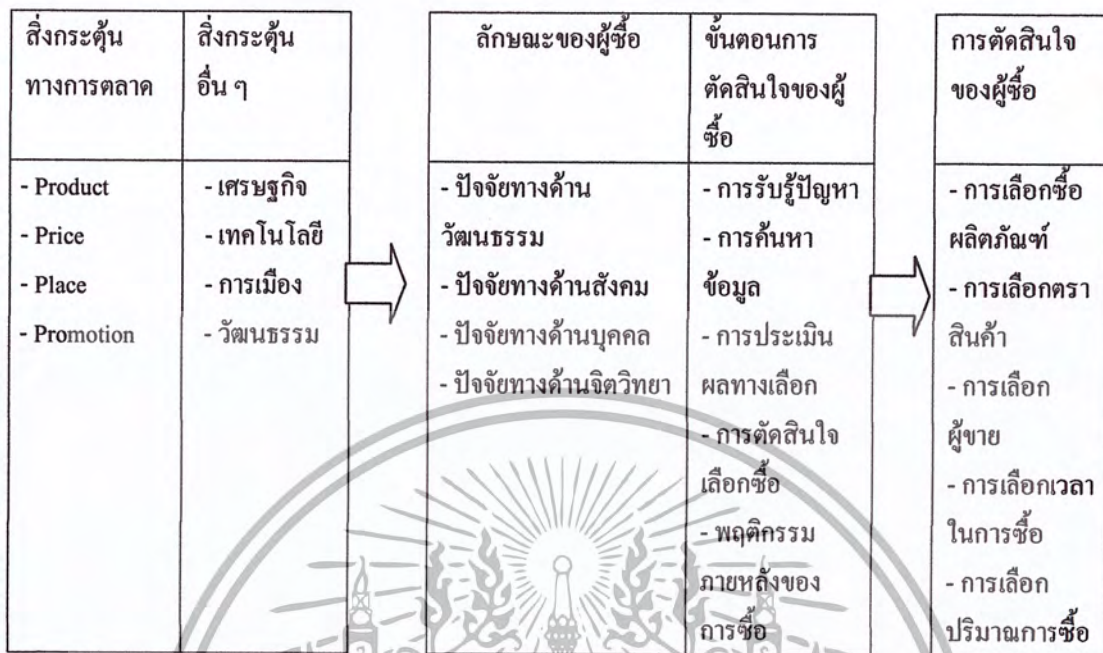 สิ่งกระตุ้น
ทางการตลาด
สิ่งกระตุ้น
อื่น ๆ
ลักษณะของผู้ซื้อ
ขั้นตอนการ
ตัดสินใจของผู้
ซื้อ
การตัดสินใจ
ของผู้ซื้อ
- Product
- Price
- Place
- Promotion
- เศรษฐกิจ
- เทคโนโลยี
- การเมือง
- วัฒนธรรม
- ปัจจัยทางด้าน
วัฒนธรรม
- ปัจจัยทางด้านสังคม
- ปัจจัยทางด้านบุคคล
- ปัจจัยทางด้านจิตวิทยา
- การรับรู้ปัญหา
- การค้นหา
ข้อมูล
- การประเมิน
ผลทางเลือก
- การตัดสินใจ
เลือกซื้อ
- พฤติกรรม
ภายหลังของ
การซื้อ
- การเลือกซื้อ
ผลิตภัณฑ์
- การเลือกตรา
สินค้า
- การเลือก
ผู้ขาย
- การเลือกเวลา
ในการซื้อ
- การเลือก
ปริมาณการซื้อ